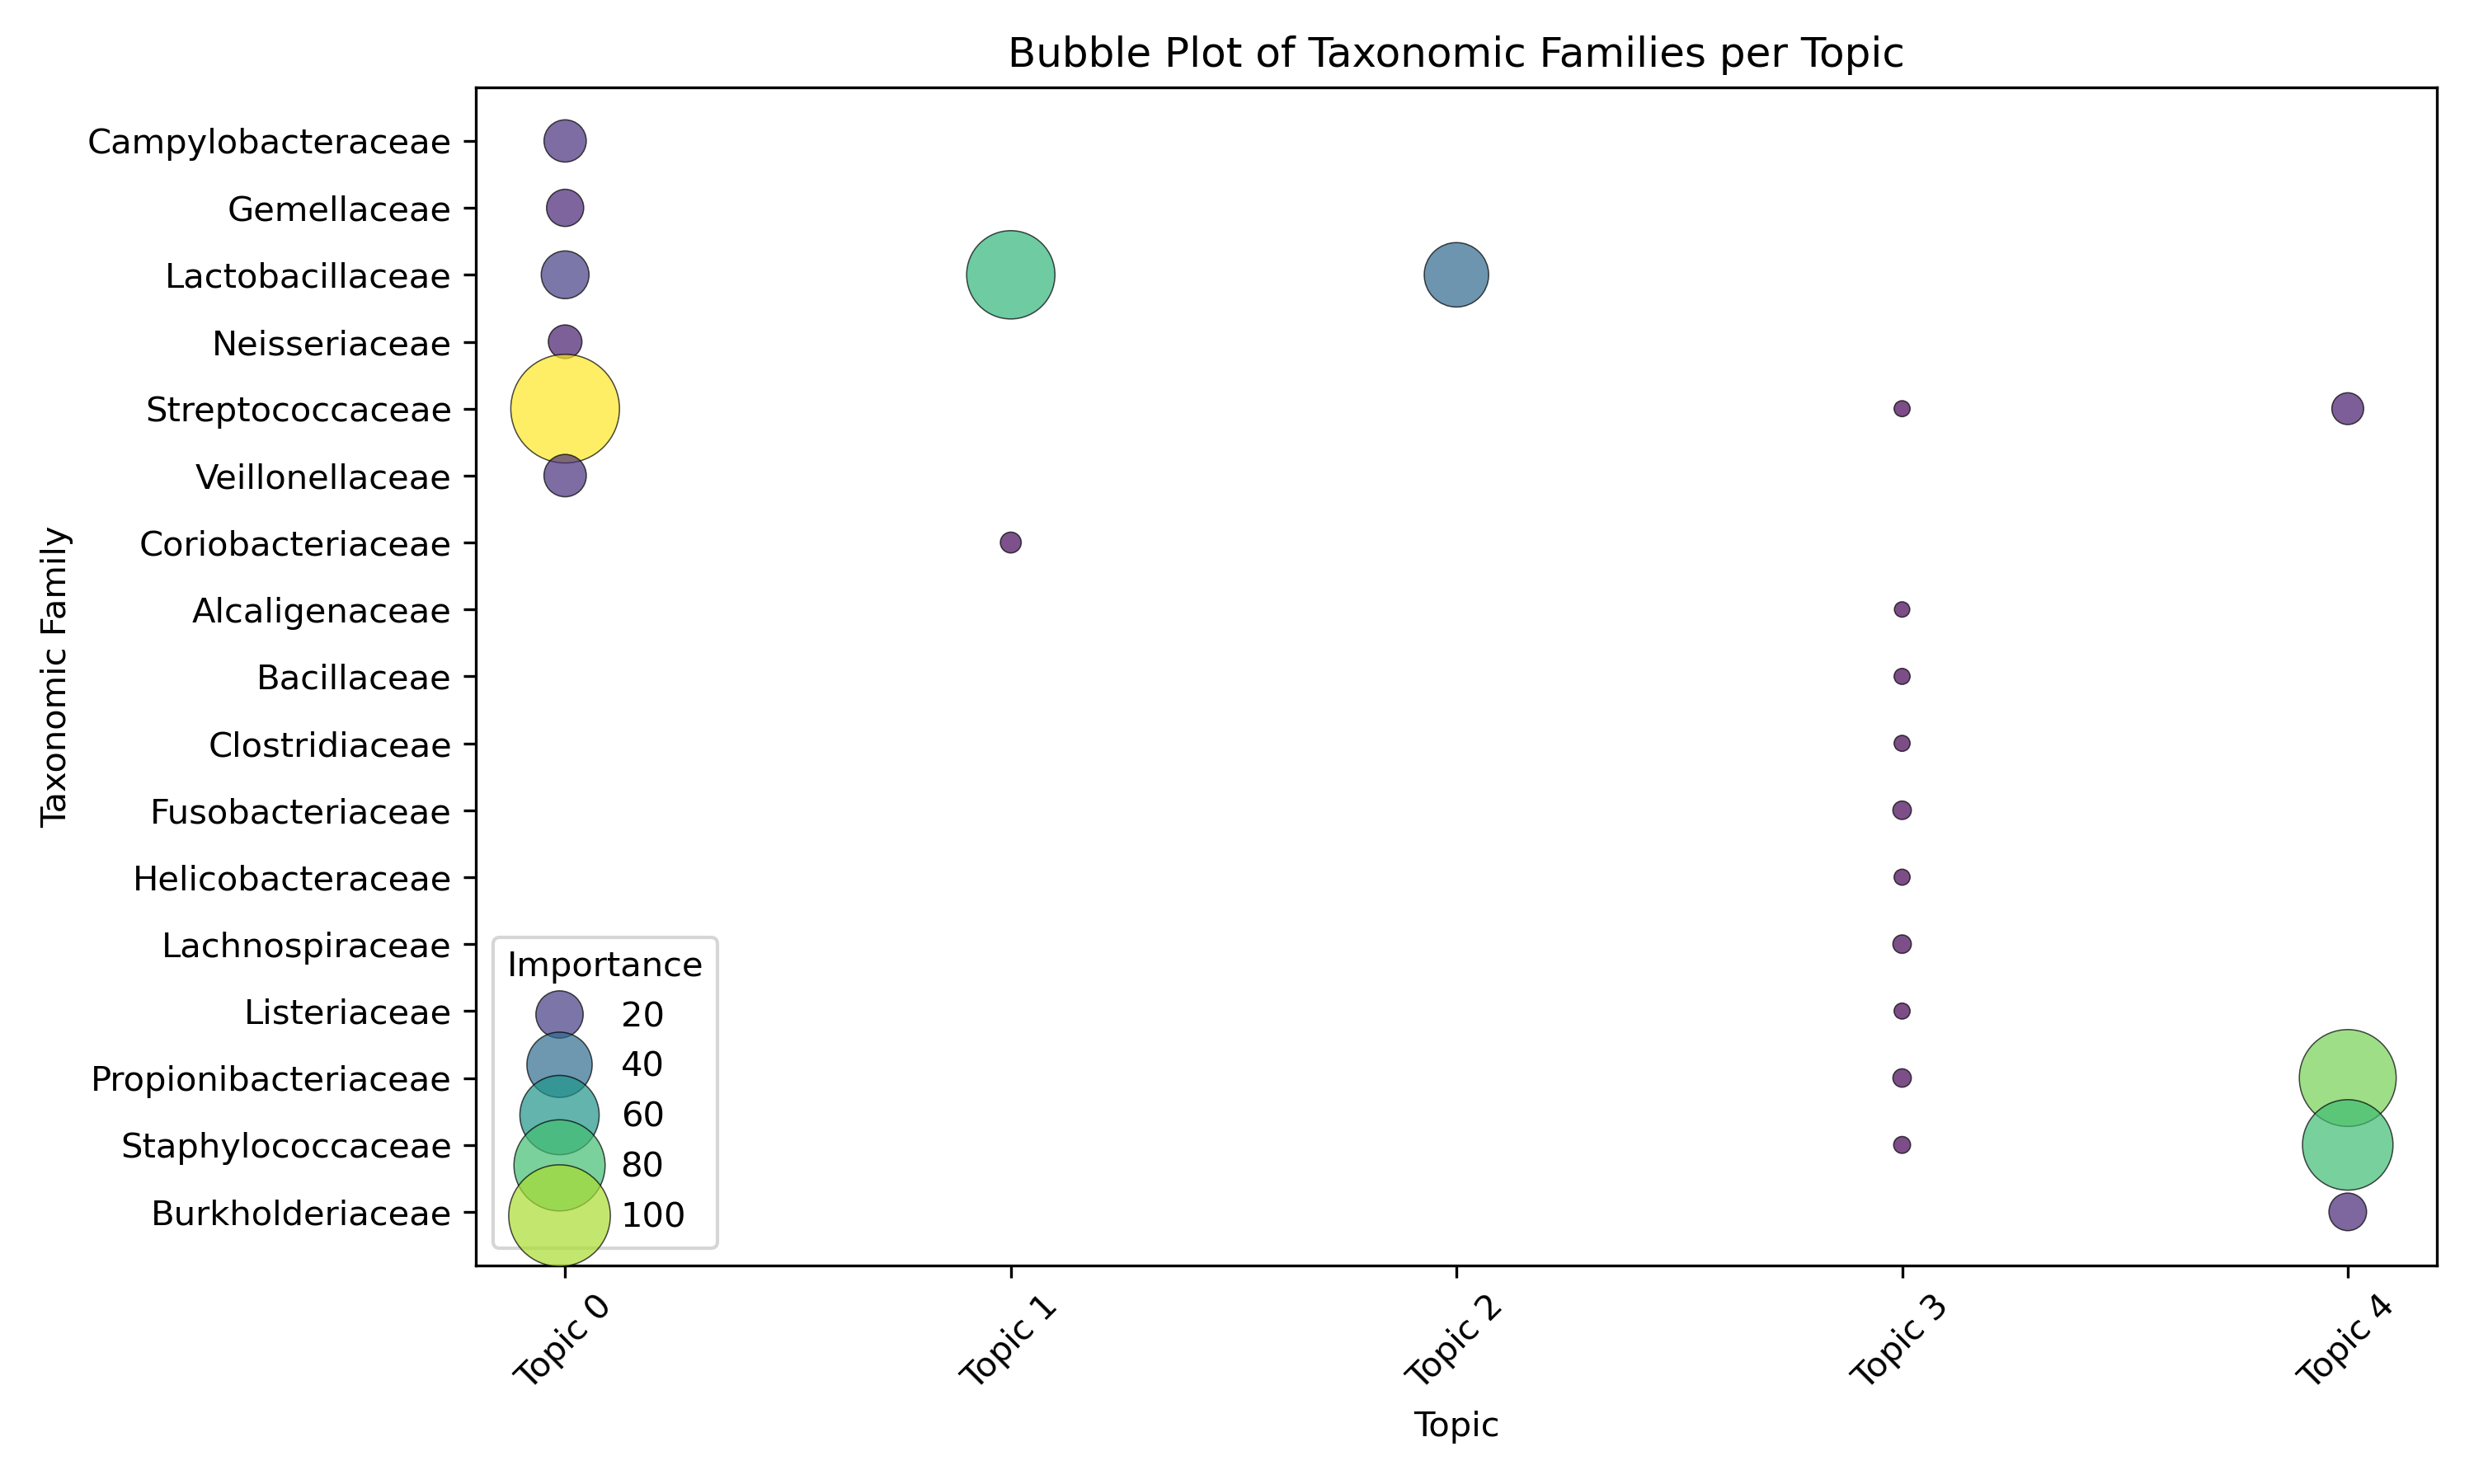 Bubble Plot of Taxonomic Families per Topic
Taxonomic Family
Campylobacteraceae
Gemellaceae
Lactobacillaceae
Neisseriaceae
Streptococcaceae
Veillonellaceae
Coriobacteriaceae
Alcaligenaceae
Bacillaceae
Clostridiaceae
Fusobacteriaceae
Helicobacteraceae
Lachnospiraceae
Listeriaceae
Propionibacteriaceae
Staphylococcaceae
Burkholderiaceae
Importance
20
40
60
80
100
Topic 0
Topic 1
Topic 2
Topic 3
Topic 4
Topic